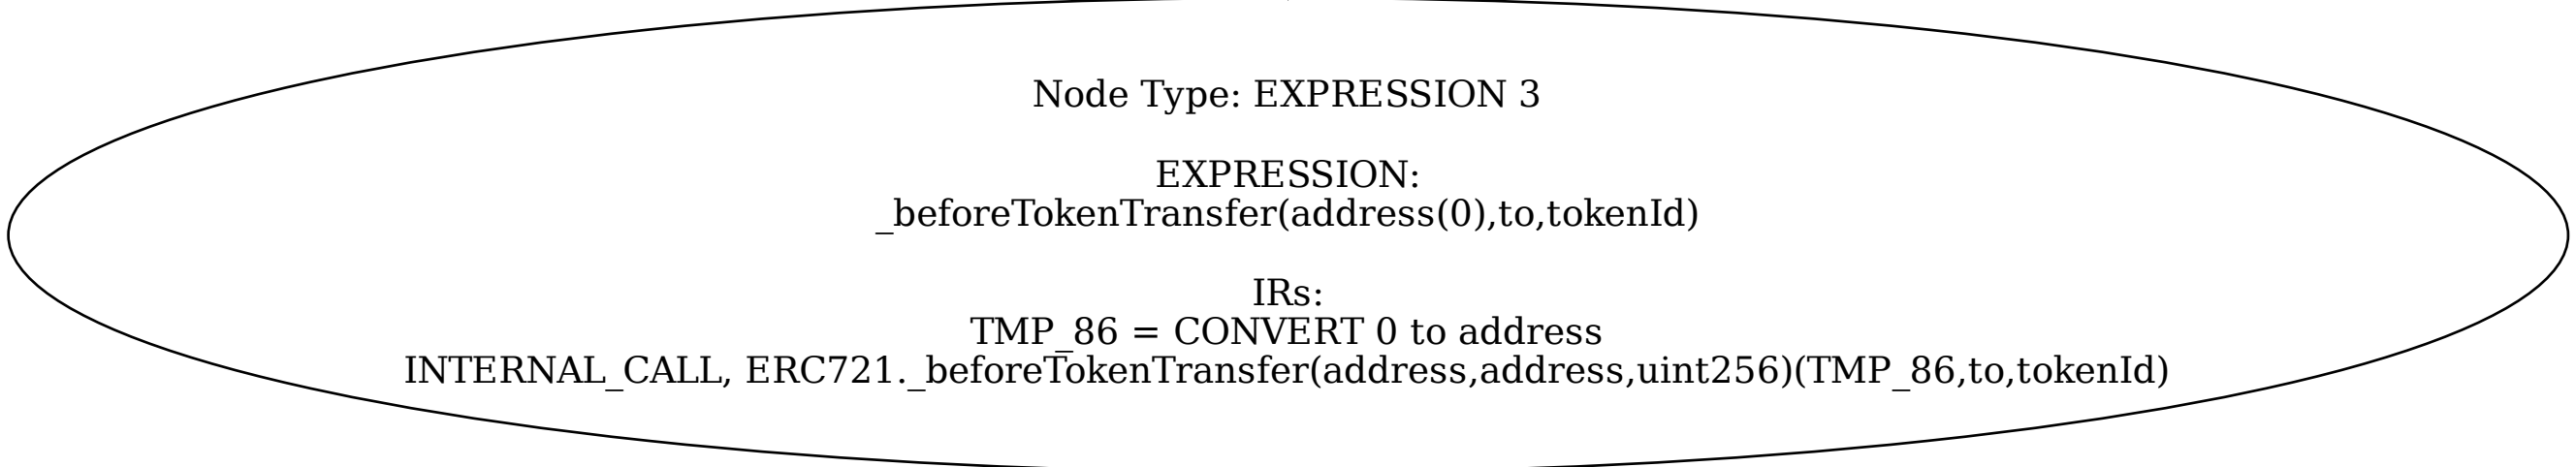 Node Type: EXPRESSION 3
EXPRESSION:
_beforeTokenTransfer(address(0),to,tokenId)
IRs:
TMP_86 = CONVERT 0 to address
INTERNAL_CALL, ERC721._beforeTokenTransfer(address,address,uint256)(TMP_86,to,tokenId)